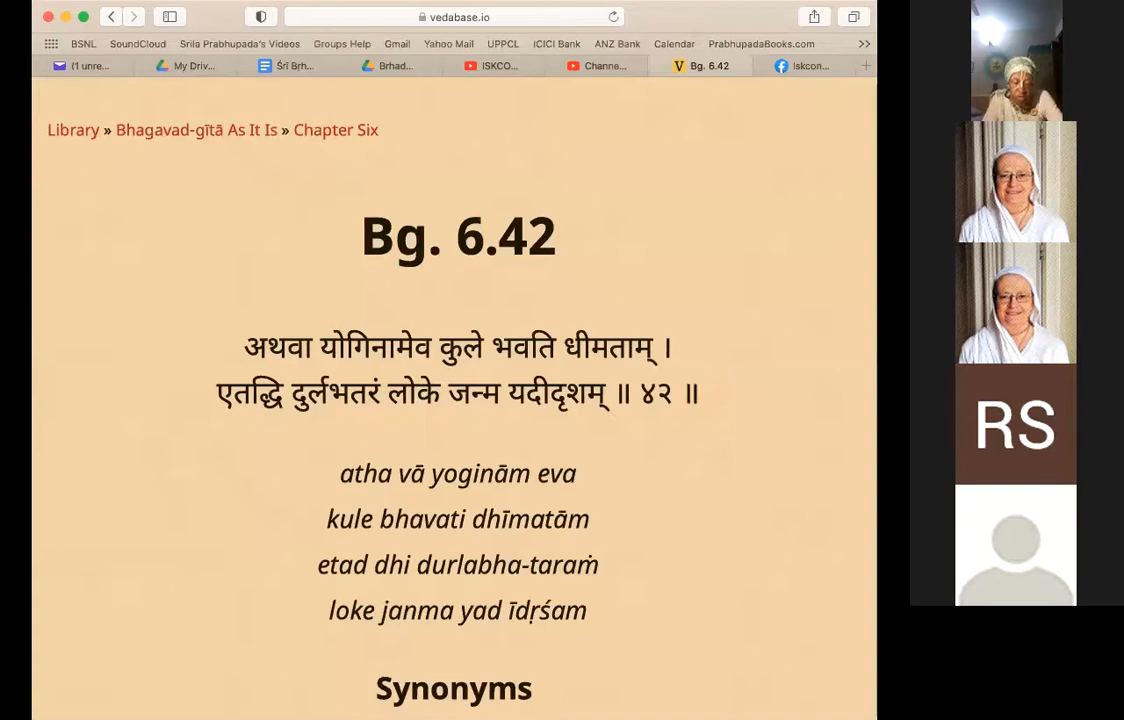 vedabase.io
BSNL SoundCloud Srila Prabhupada's Videos Groups Help Gmail Yahoo Mail UPPCL ICICI Bank ANZ Bank Calendar PrabhupadaBooks.com
(1 unre... My Driv... Śrī Bṛh... Brhad... ISKCO... Channe... Bg. 6.42 Iskcon...
Library » Bhagavad-gītā As It Is » Chapter Six
Bg. 6.42
अथवा योगिनामेव कुले भवति धीमताम् ।
एतद्धि दुर्लभतरं लोके जन्म यदीदृशम् ॥ ४२ ॥
atha vā yoginām eva
kule bhavati dhīmatām
etad dhi durlabha-taraṁ
loke janma yad īdṛśam
Synonyms
RS